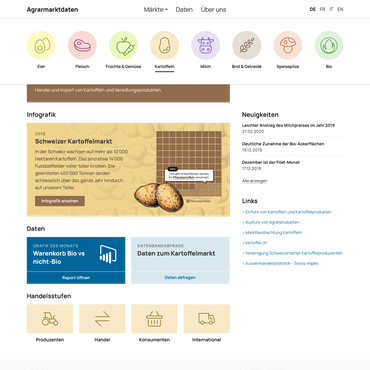 Agrarmarktdaten
Märkte
Daten
Über uns
DE FR IT EN
Eier
Fleisch
Früchte & Gemüse
Kartoffeln
Milch
Brot & Getreide
Speiseöle
Bio
Handel und Import von Kartoffeln und Veredlungsprodukten
Infografik
2019
Schweizer Kartoffelmarkt
In der Schweiz wachsen auf mehr als 10'000
Hektaren Kartoffeln. Das sind etwa 14'000
Fussballfelder voller toller Knollen. Die
geernteten 400'000 Tonnen landen
schliesslich über das ganze Jahr hindurch
auf unseren Teller.
Infografik ansehen
Daten
GRAFIK DES MONATS
Warenkorb Bio vs
nicht-Bio
Report öffnen
DATENBANKABFRAGE
Daten zum Kartoffelmarkt
Daten abfragen
Handelsstufen
Produzenten
Handel
Konsumenten
International
Neuigkeiten
Leichter Anstieg des Milchpreises im Jahr 2019
27.02.2020
Deutliche Zunahme der Bio-Ackerflächen
19.12.2019
Dezember ist der Filet-Monat
17.12.2019
Alle anzeigen
Links
Einfuhr von Kartoffeln und Kartoffelprodukten
Ausfuhr von Agrarprodukten
Marktbeobachtung Kartoffeln
kartoffel.ch
Vereinigung Schweizerischer Kartoffelproduzenten
Aussenhandelsstatistik - Swiss-Impex